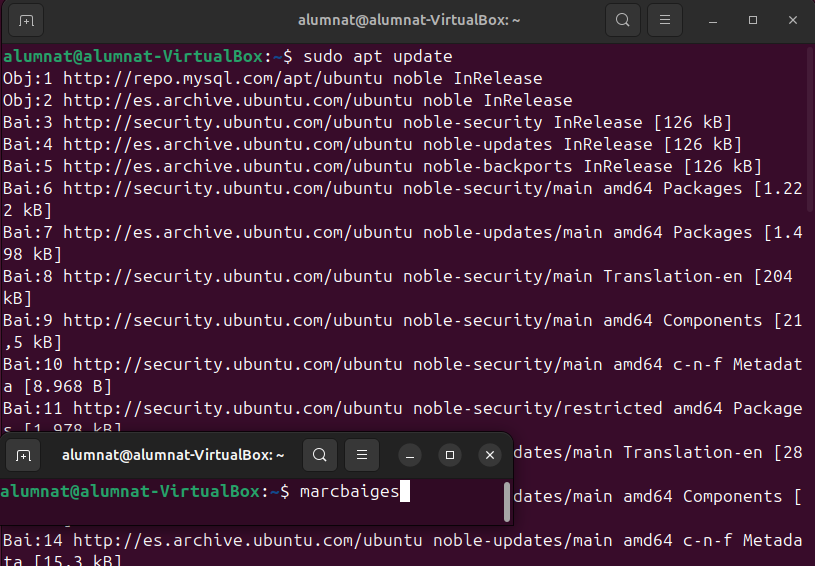 alumnat@alumnat-VirtualBox: ~
alumnat@alumnat-VirtualBox:~$ sudo apt update
Obj:1 http://repo.mysql.com/apt/ubuntu noble InRelease
Obj:2 http://es.archive.ubuntu.com/ubuntu noble InRelease
Bai:3 http://security.ubuntu.com/ubuntu noble-security InRelease [126 kB]
Bai:4 http://es.archive.ubuntu.com/ubuntu noble-updates InRelease [126 kB]
Bai:5 http://es.archive.ubuntu.com/ubuntu noble-backports InRelease [126 kB]
Bai:6 http://security.ubuntu.com/ubuntu noble-security/main amd64 Packages [1.22
2 kB]
Bai:7 http://es.archive.ubuntu.com/ubuntu noble-updates/main amd64 Packages [1.4
98 kB]
Bai:8 http://security.ubuntu.com/ubuntu noble-security/main Translation-en [204
kB]
Bai:9 http://security.ubuntu.com/ubuntu noble-security/main amd64 Components [21
,5 kB]
Bai:10 http://security.ubuntu.com/ubuntu noble-security/main amd64 c-n-f Metadat
a [8.968 B]
Bai:11 http://security.ubuntu.com/ubuntu noble-security/restricted amd64 Package
s [1.978 kB]
dates/main Translation-en [28
alumnat@alumnat-VirtualBox: ~
alumnat@alumnat-VirtualBox:~$ marcbaiges
dates/main amd64 Components [
Bai:14 http://es.archive.ubuntu.com/ubuntu noble-updates/main amd64 c-n-f Metada
ta [15,3 kB]